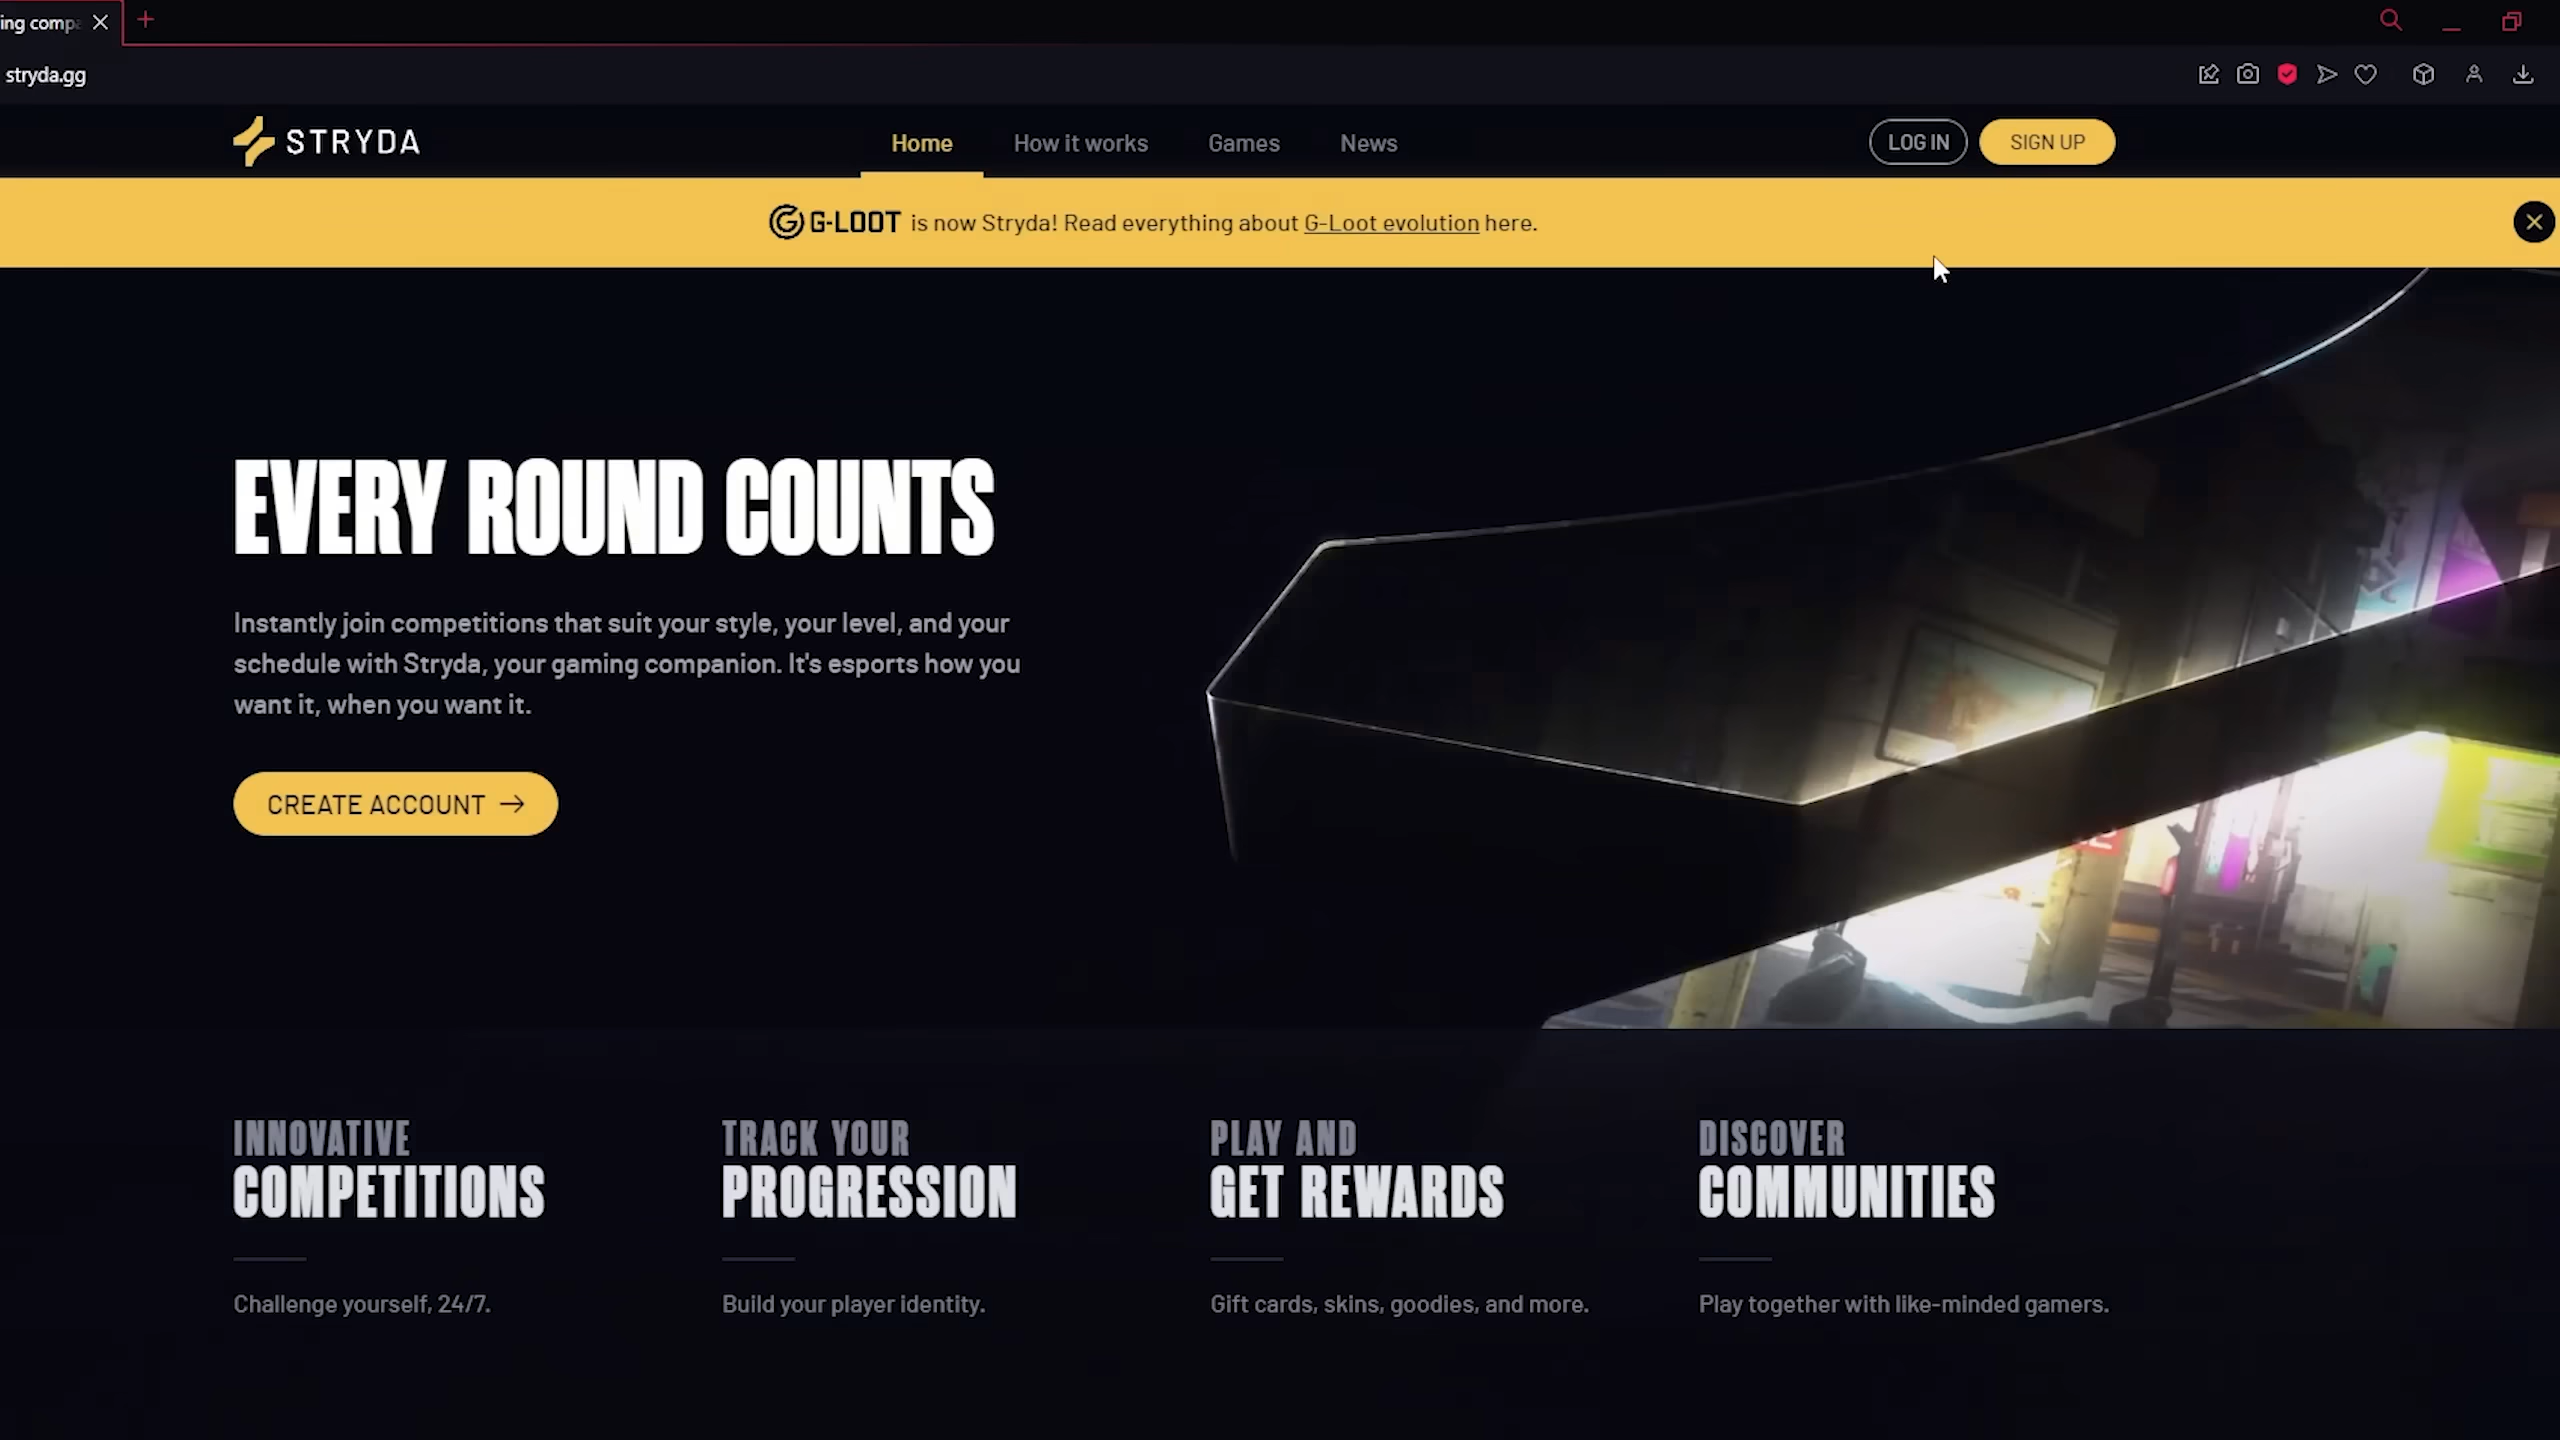 ing comp
stryda.gg
STRYDA
Home
How it works
Games
News
LOG IN
SIGN UP
G-LOOT is now Stryda! Read everything about G-Loot evolution here.
EVERY ROUND COUNTS
Instantly join competitions that suit your style, your level, and your
schedule with Stryda, your gaming companion. It's esports how you
want it, when you want it.
CREATE ACCOUNT
INNOVATIVE
COMPETITIONS
Challenge yourself, 24/7.
TRACK YOUR
PROGRESSION
Build your player identity.
PLAY AND
GET REWARDS
Gift cards, skins, goodies, and more.
DISCOVER
COMMUNITIES
Play together with like-minded gamers.